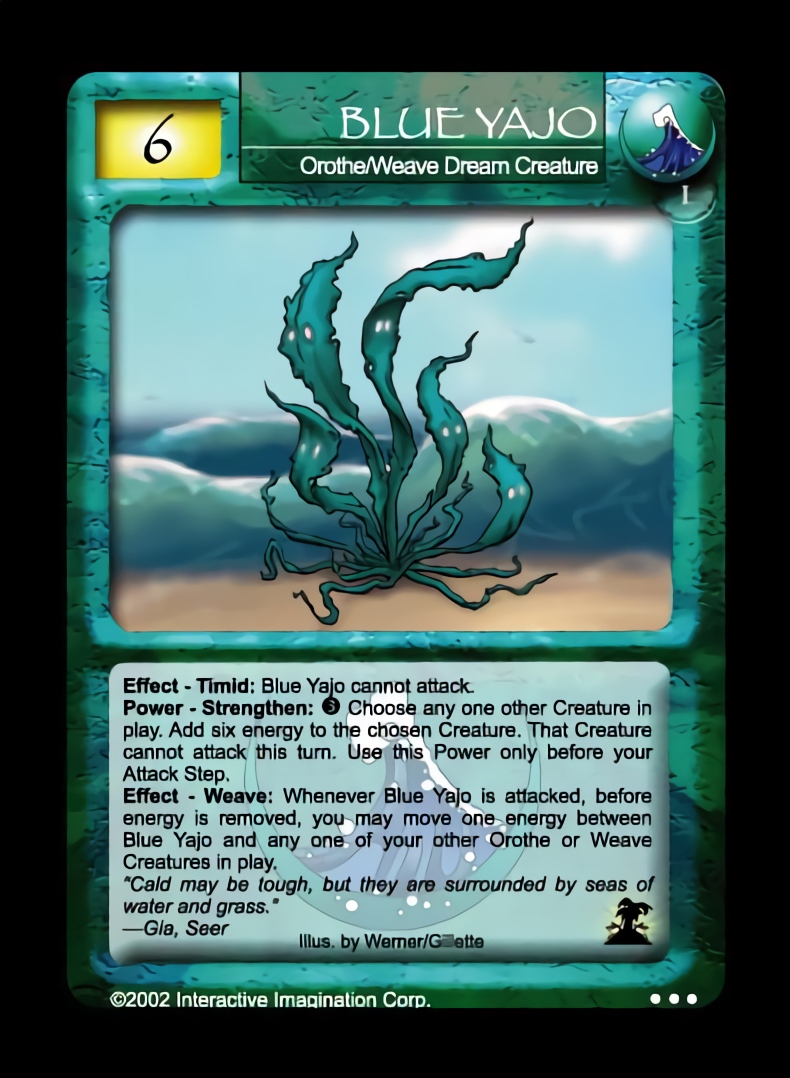 6
BLUE YAJO
Orothe/Weave Dream Creature
I
Effect - Timid: Blue Yajo cannot attack.
Power - Strengthen: ❸ Choose any one other Creature in
play. Add six energy to the chosen Creature. That Creature
cannot attack this turn. Use this Power only before your
Attack Step.
Effect - Weave: Whenever Blue Yajo is attacked, before
energy is removed, you may move one energy between
Blue Yajo and any one of your other Orothe or Weave
Creatures in play.
"Cald may be tough, but they are surrounded by seas of
water and grass."
—Gia, Seer
Illus. by Werner/
©2002 Interactive Imagination Corp.